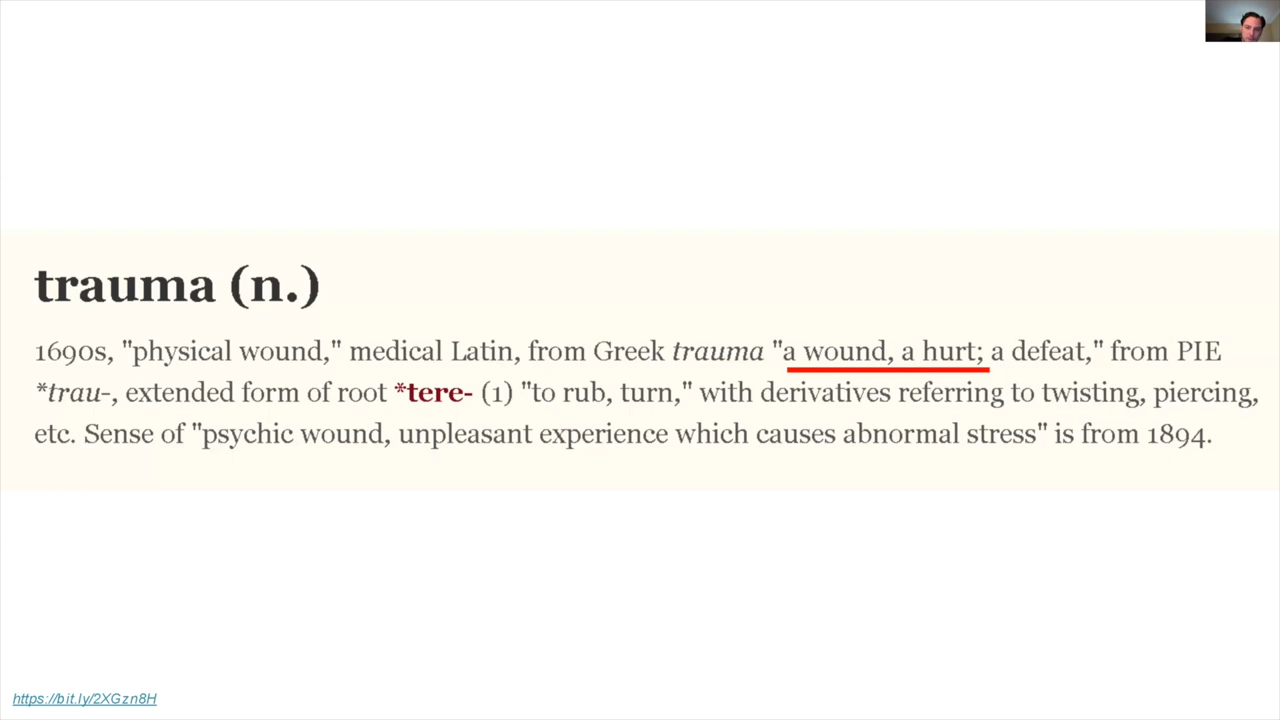 trauma (n.)
1690s, "physical wound," medical Latin, from Greek trauma "a wound, a hurt; a defeat," from PIE
*trau-, extended form of root *tere- (1) "to rub, turn," with derivatives referring to twisting, piercing,
etc. Sense of "psychic wound, unpleasant experience which causes abnormal stress" is from 1894.
https://bit.ly/2XGzn8H